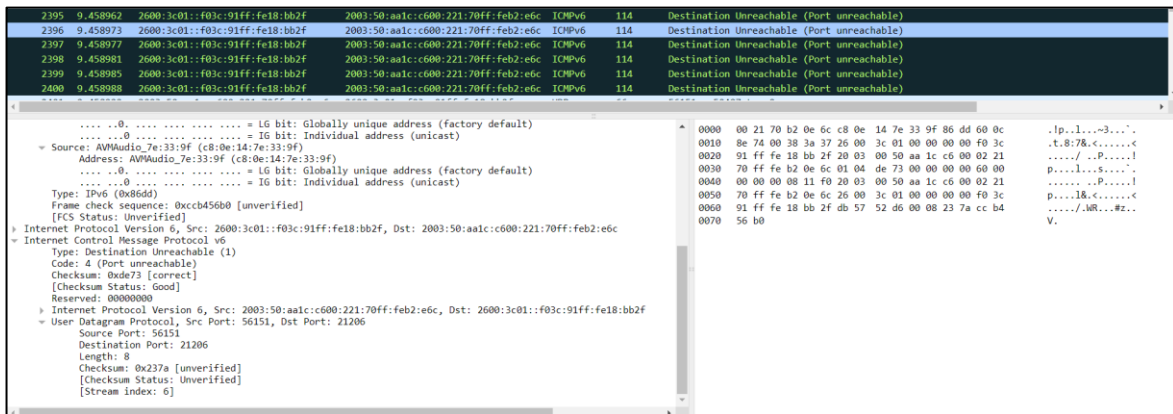 2395 9.458962 2600:3c01::f03c:91ff:fe18:bb2f 2003:50:aa1c:c600:221:70ff:feb2:e6c ICMPv6 114 Destination Unreachable (Port unreachable)
2396 9.458973 2600:3c01::f03c:91ff:fe18:bb2f 2003:50:aa1c:c600:221:70ff:feb2:e6c ICMPv6 114 Destination Unreachable (Port unreachable)
2397 9.458977 2600:3c01::f03c:91ff:fe18:bb2f 2003:50:aa1c:c600:221:70ff:feb2:e6c ICMPv6 114 Destination Unreachable (Port unreachable)
2398 9.458981 2600:3c01::f03c:91ff:fe18:bb2f 2003:50:aa1c:c600:221:70ff:feb2:e6c ICMPv6 114 Destination Unreachable (Port unreachable)
2399 9.458985 2600:3c01::f03c:91ff:fe18:bb2f 2003:50:aa1c:c600:221:70ff:feb2:e6c ICMPv6 114 Destination Unreachable (Port unreachable)
2400 9.458988 2600:3c01::f03c:91ff:fe18:bb2f 2003:50:aa1c:c600:221:70ff:feb2:e6c ICMPv6 114 Destination Unreachable (Port unreachable)
.... ..0. .... .... .... .... = LG bit: Globally unique address (factory default)
.... ...0 .... .... .... .... = IG bit: Individual address (unicast)
Source: AVMAudio_7e:33:9f (c8:0e:14:7e:33:9f)
Address: AVMAudio_7e:33:9f (c8:0e:14:7e:33:9f)
.... ..0. .... .... .... .... = LG bit: Globally unique address (factory default)
.... ...0 .... .... .... .... = IG bit: Individual address (unicast)
Type: IPv6 (0x86dd)
Frame check sequence: 0xccb456b0 [unverified]
[FCS Status: Unverified]
Internet Protocol Version 6, Src: 2600:3c01::f03c:91ff:fe18:bb2f, Dst: 2003:50:aa1c:c600:221:70ff:feb2:e6c
Internet Control Message Protocol v6
Type: Destination Unreachable (1)
Code: 4 (Port unreachable)
Checksum: 0xde73 [correct]
[Checksum Status: Good]
Reserved: 00000000
Internet Protocol Version 6, Src: 2003:50:aa1c:c600:221:70ff:feb2:e6c, Dst: 2600:3c01::f03c:91ff:fe18:bb2f
User Datagram Protocol, Src Port: 56151, Dst Port: 21206
Source Port: 56151
Destination Port: 21206
Length: 8
Checksum: 0x237a [unverified]
[Checksum Status: Unverified]
[Stream index: 6]
0000 00 21 70 b2 0e 6c c8 0e 14 7e 33 9f 86 dd 60 0c .!p..l...~3...`.
0010 8e 74 00 38 3a 37 26 00 3c 01 00 00 00 00 f0 3c .t.8:7&.<......<
0020 91 ff fe 18 bb 2f 20 03 00 50 aa 1c c6 00 02 21 ...../ ..P.....!
0030 70 ff fe b2 0e 6c 01 04 de 73 00 00 00 00 60 00 p....l...s....`.
0040 00 00 00 08 11 f0 20 03 00 50 aa 1c c6 00 02 21 ...... ..P.....!
0050 70 ff fe b2 0e 6c 26 00 3c 01 00 00 00 00 f0 3c p....l&.<......<
0060 91 ff fe 18 bb 2f db 57 52 d6 00 08 23 7a cc b4 ...../.WR...#z..
0070 56 b0 V.